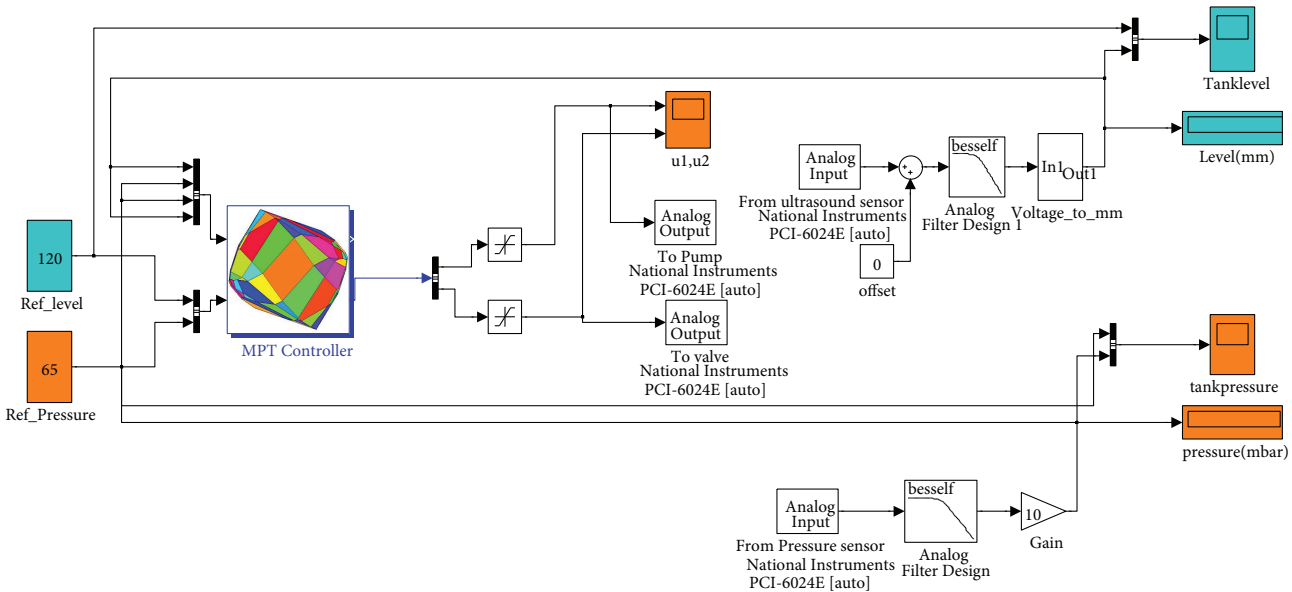 Tanklevel
Level(mm)
u1,u2
Analog
Input
From ultrasound sensor
National Instruments
PCI-6024E [auto]
+
+
besself
Analog
Filter Design 1
In1
Out1
Voltage_to_mm
0
offset
120
Ref_level
65
Ref_Pressure
MPT Controller
Analog
Output
To Pump
National Instruments
PCI-6024E [auto]
Analog
Output
To valve
National Instruments
PCI-6024E [auto]
tankpressure
pressure(mbar)
Analog
Input
From Pressure sensor
National Instruments
PCI-6024E [auto]
besself
Analog
Filter Design
10
Gain